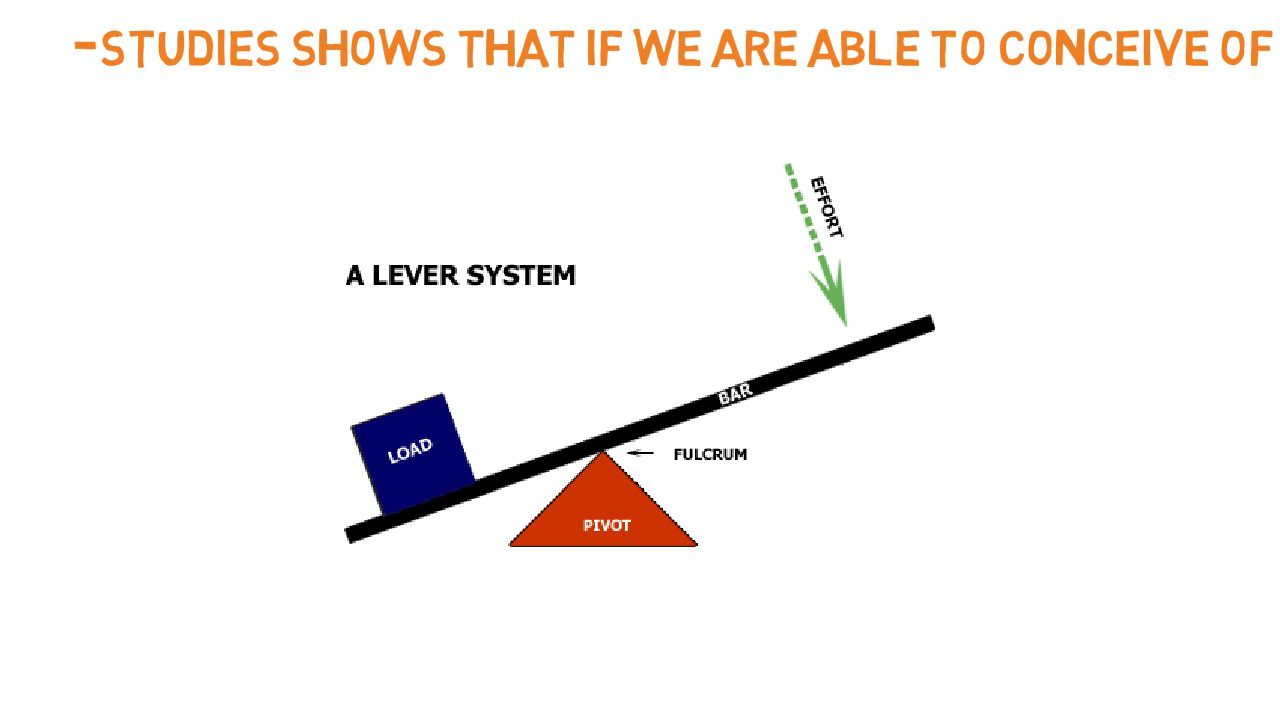 -STUDIES SHOWS THAT IF WE ARE ABLE TO CONCEIVE OF
EFFORT
A LEVER SYSTEM
BAR
LOAD
FULCRUM
PIVOT